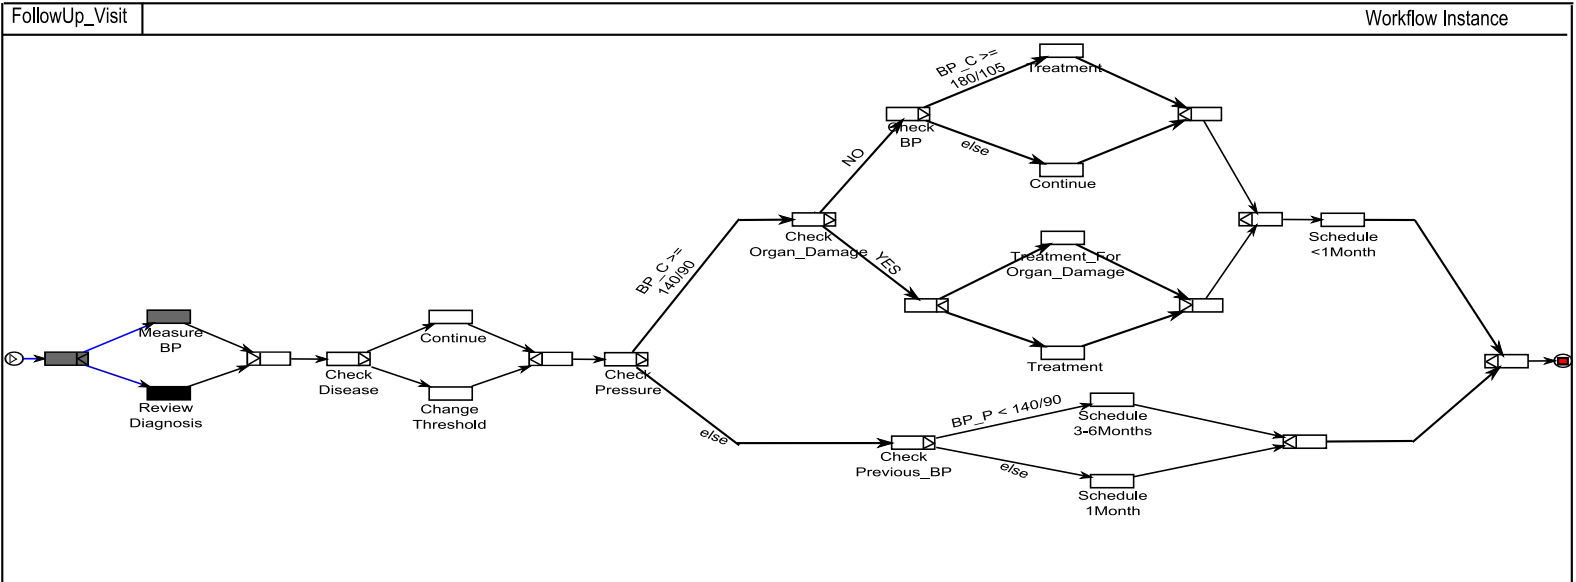 FollowUp_Visit
Workflow Instance
BP_C >=
180/105
Treatment
Check
BP
NO
else
Continue
Check
Organ_Damage
YES
Treatment_For
Organ_Damage
Schedule
<1Month
BP_C >=
140/90
Treatment
Measure
BP
Review
Diagnosis
Check
Disease
Continue
Change
Threshold
Check
Pressure
else
Check
Previous_BP
BP_P < 140/90
Schedule
3-6Months
else
Schedule
1Month